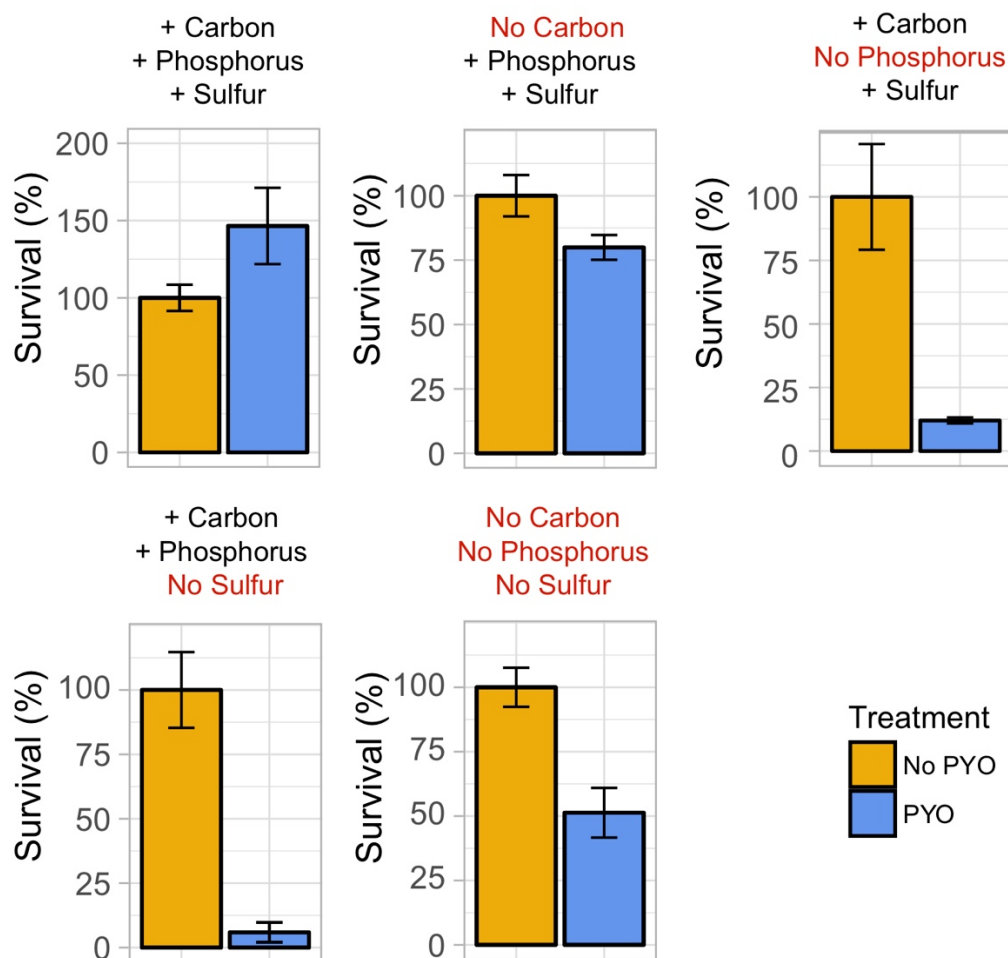 + Carbon
+ Phosphorus
+ Sulfur
No Carbon
+ Phosphorus
+ Sulfur
+ Carbon
No Phosphorus
+ Sulfur
Survival (%)
200
150
100
50
0
Survival (%)
100
75
50
25
0
Survival (%)
100
75
50
25
0
+ Carbon
+ Phosphorus
No Sulfur
No Carbon
No Phosphorus
No Sulfur
Survival (%)
100
75
50
25
0
Survival (%)
100
75
50
25
0
Treatment
No PYO
PYO